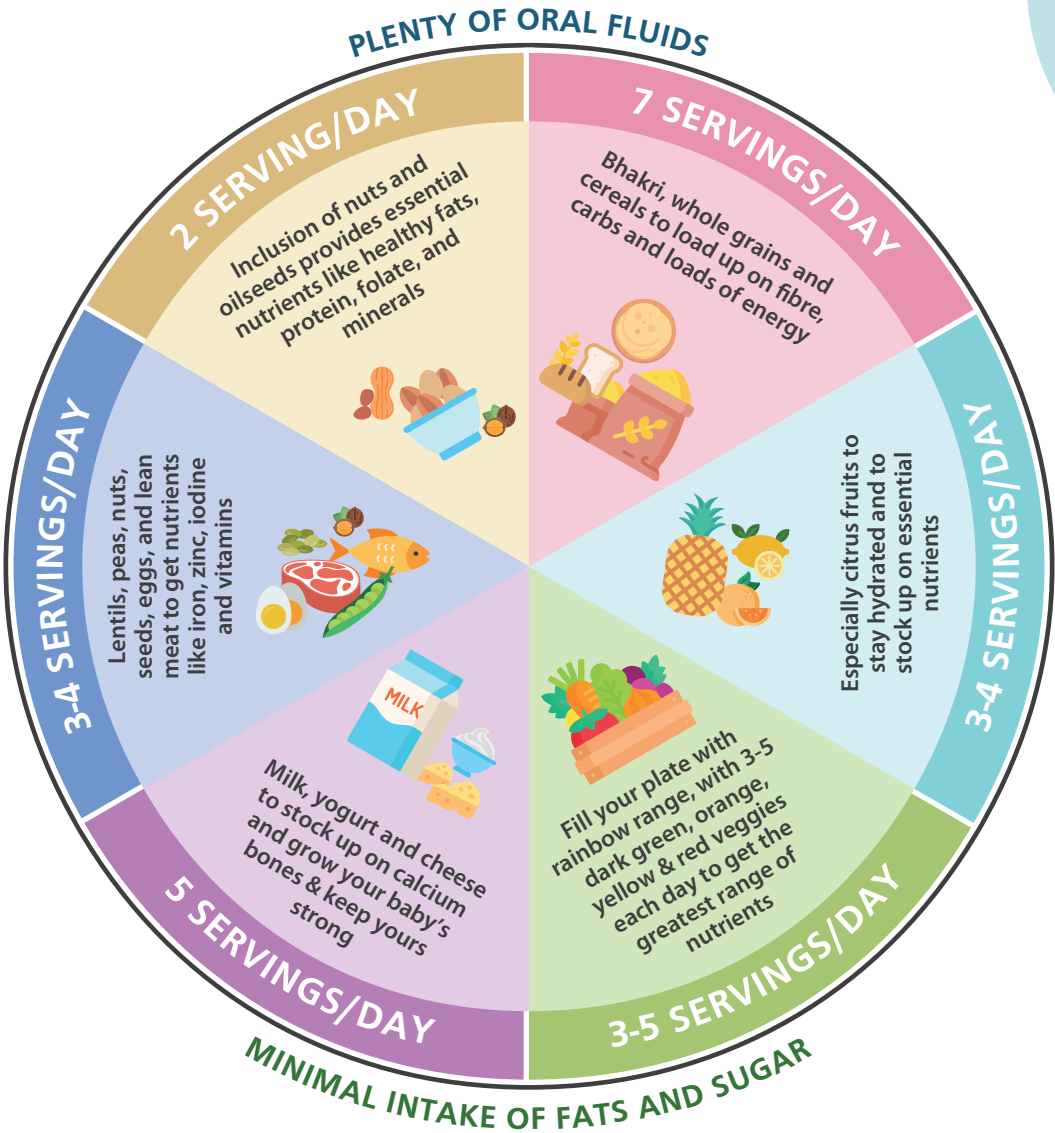 PLENTY OF ORAL FLUIDS
7 SERVINGS/DAY
Bhakri, whole grains and
cereals to load up on fibre,
carbs and loads of energy
3-4 SERVINGS/DAY
Especially citrus fruits to
stay hydrated and to
stock up on essential
nutrients
3-5 SERVINGS/DAY
Fill your plate with
rainbow range, with 3-5
dark green, orange,
yellow & red veggies
each day to get the
greatest range of
nutrients
5 SERVINGS/DAY
MILK
Milk, yogurt and cheese
to stock up on calcium
and grow your baby’s
bones & keep yours
strong
3-4 SERVINGS/DAY
Lentils, peas, nuts,
seeds, eggs, and lean
meat to get nutrients
like iron, zinc, iodine
and vitamins
2 SERVING/DAY
Inclusion of nuts and
oilseeds provides essential
nutrients like healthy fats,
protein, folate, and
minerals
MINIMAL INTAKE OF FATS AND SUGAR